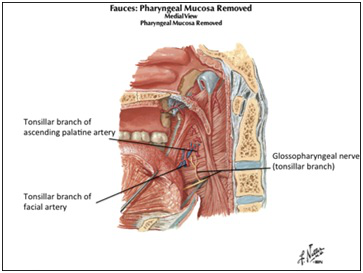 Fauces: Pharyngeal Mucosa Removed
Medial View
Pharyngeal Mucosa Removed
Tonsillar branch of
ascending palatine artery
Glossopharyngeal nerve
(tonsillar branch)
Tonsillar branch of
facial artery